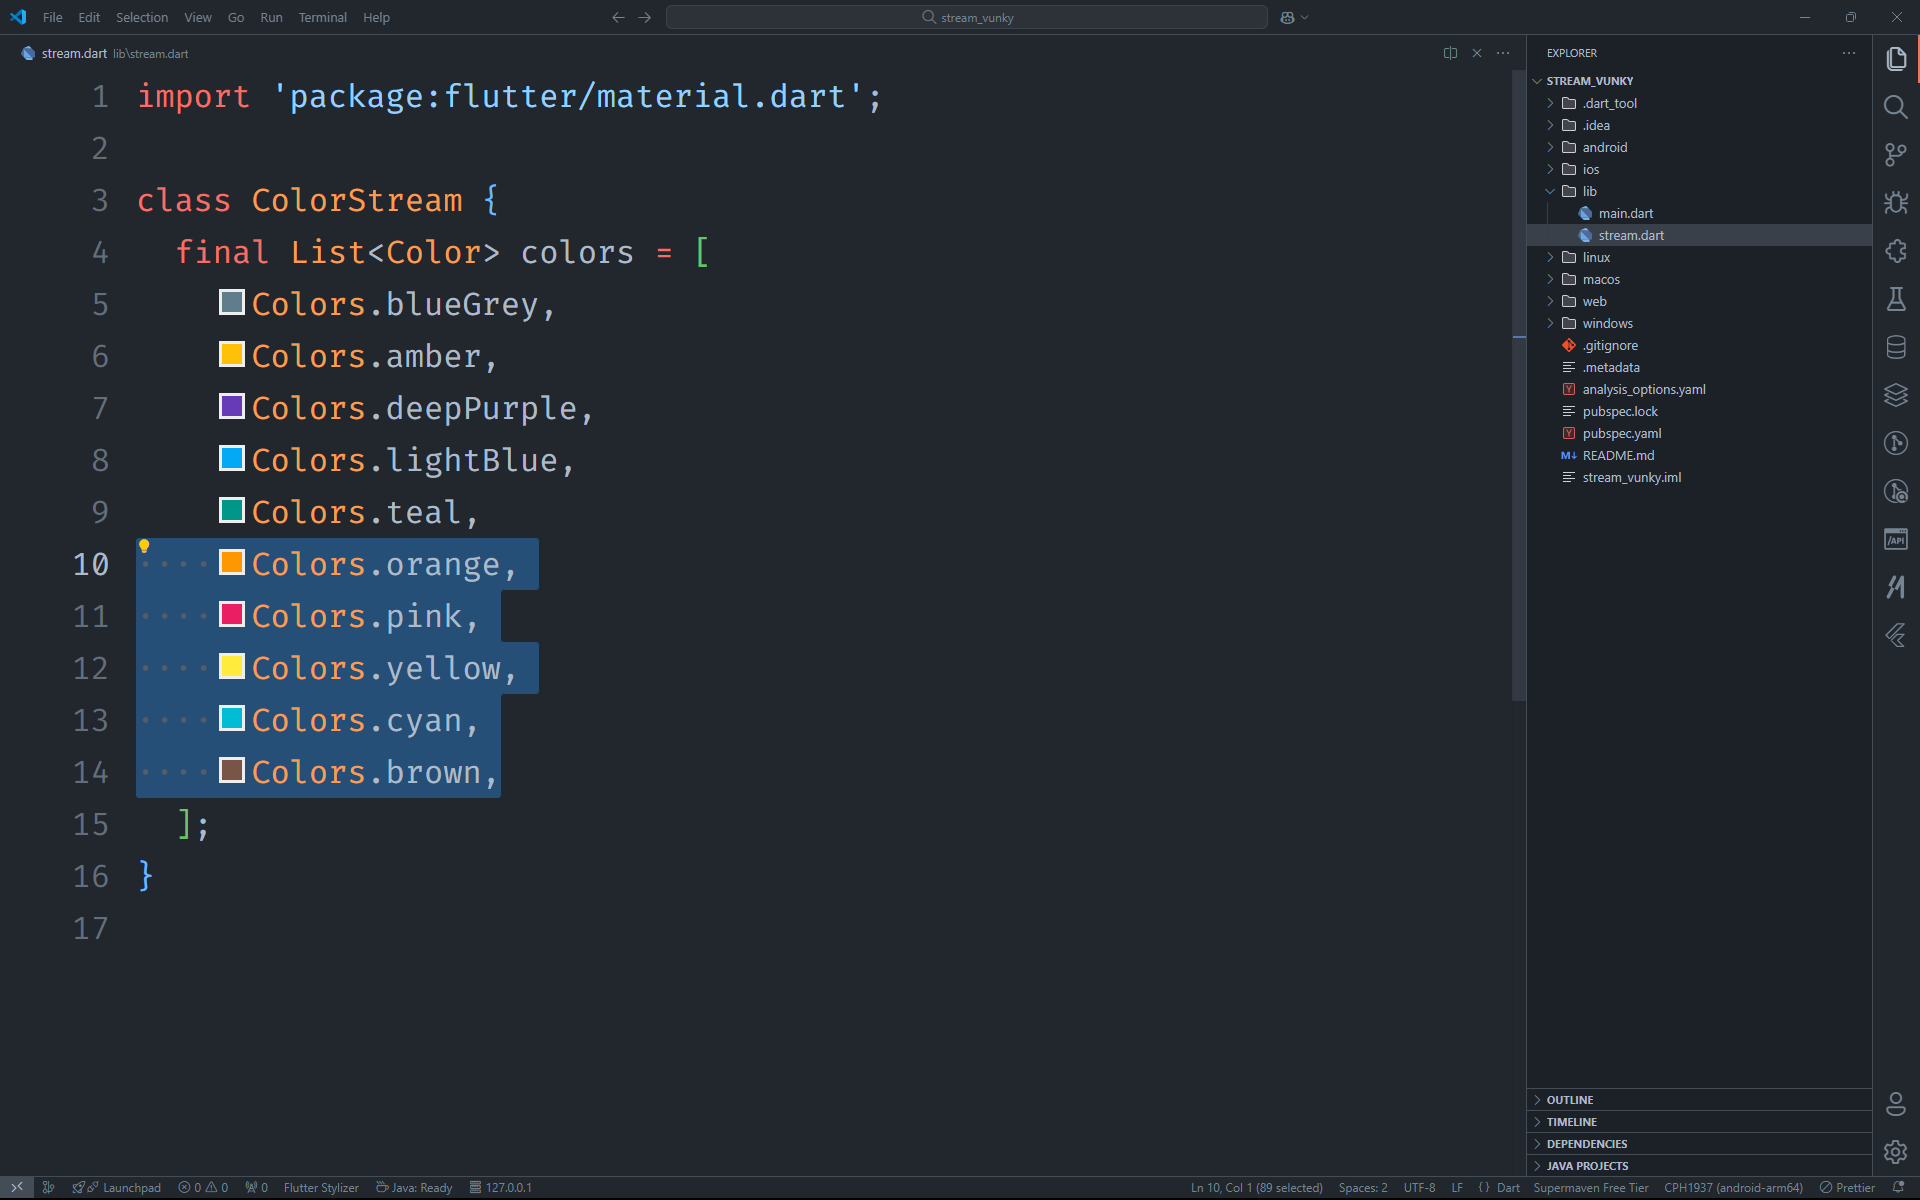 File Edit Selection View Go Run Terminal Help
stream_vunky
stream.dart lib\stream.dart
1 import 'package:flutter/material.dart';
2
3 class ColorStream {
4 final List<Color> colors = [
5 Colors.blueGrey,
6 Colors.amber,
7 Colors.deepPurple,
8 Colors.lightBlue,
9 Colors.teal,
10 Colors.orange,
11 Colors.pink,
12 Colors.yellow,
13 Colors.cyan,
14 Colors.brown,
15 ];
16 }
17
EXPLORER
STREAM_VUNKY
.dart_tool
.idea
android
ios
lib
main.dart
stream.dart
linux
macos
web
windows
.gitignore
.metadata
analysis_options.yaml
pubspec.lock
pubspec.yaml
README.md
stream_vunky.iml
OUTLINE
TIMELINE
DEPENDENCIES
JAVA PROJECTS
/API
Launchpad 0 0 0 Flutter Stylizer Java: Ready 127.0.0.1
Ln 10, Col 1 (89 selected) Spaces: 2 UTF-8 LF { } Dart Supermaven Free Tier CPH1937 (android-arm64) Prettier